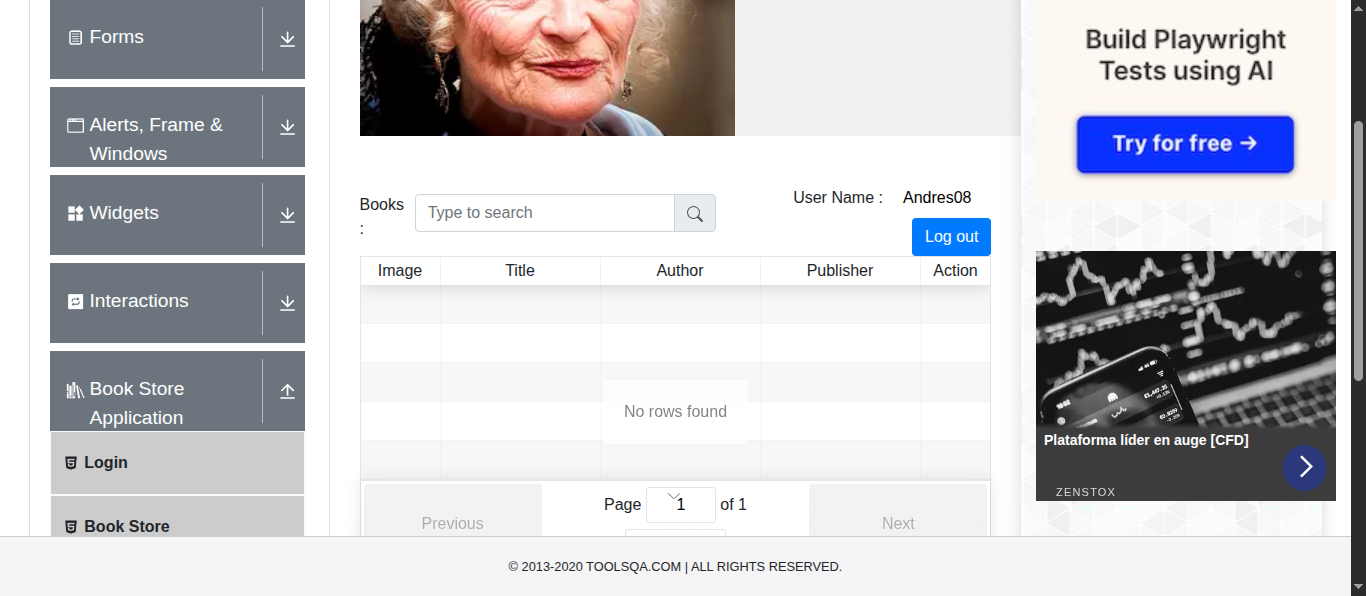 Forms
Alerts, Frame &
Windows
Widgets
Interactions
Book Store
Application
Login
Book Store
Books
:
Type to search
User Name :
Andres08
Log out
Image
Title
Author
Publisher
Action
No rows found
Previous
Page
1
of 1
Next
Build Playwright
Tests using AI
Try for free →
Plataforma líder en auge [CFD]
ZENSTOX
© 2013-2020 TOOLSQA.COM | ALL RIGHTS RESERVED.